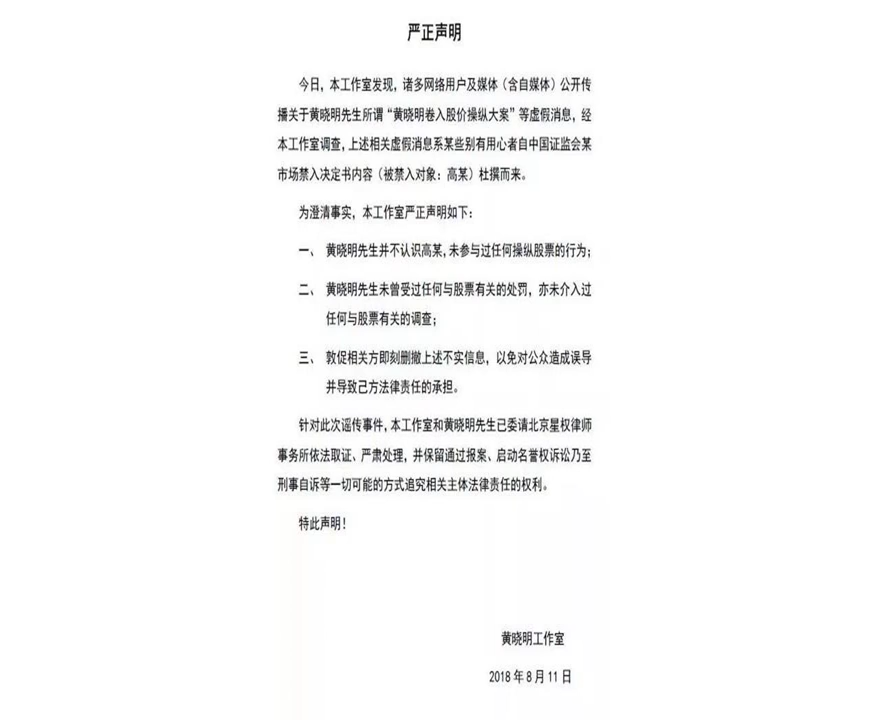 严正声明
今日，本工作室发现，诸多网络用户及媒体（含自媒体）公开传
播关于黄晓明先生所谓“黄晓明卷入股价操纵大案”等虚假消息，经
本工作室调查，上述相关虚假消息系某些别有用心者自中国证监会某
市场禁入决定书内容（被禁入对象：高某）杜撰而来。
为澄清事实，本工作室严正声明如下：
一、 黄晓明先生并不认识高某，未参与过任何操纵股票的行为；
二、 黄晓明先生未曾受过任何与股票有关的处罚，亦未介入过
任何与股票有关的调查；
三、 敦促相关方即刻删撤上述不实信息，以免对公众造成误导
并导致己方法律责任的承担。
针对此次谣传事件，本工作室和黄晓明先生已委请北京星权律师
事务所依法取证、严肃处理，并保留通过报案、启动名誉权诉讼乃至
刑事自诉等一切可能的方式追究相关主体法律责任的权利。
特此声明！
黄晓明工作室
2018 年 8 月 11 日